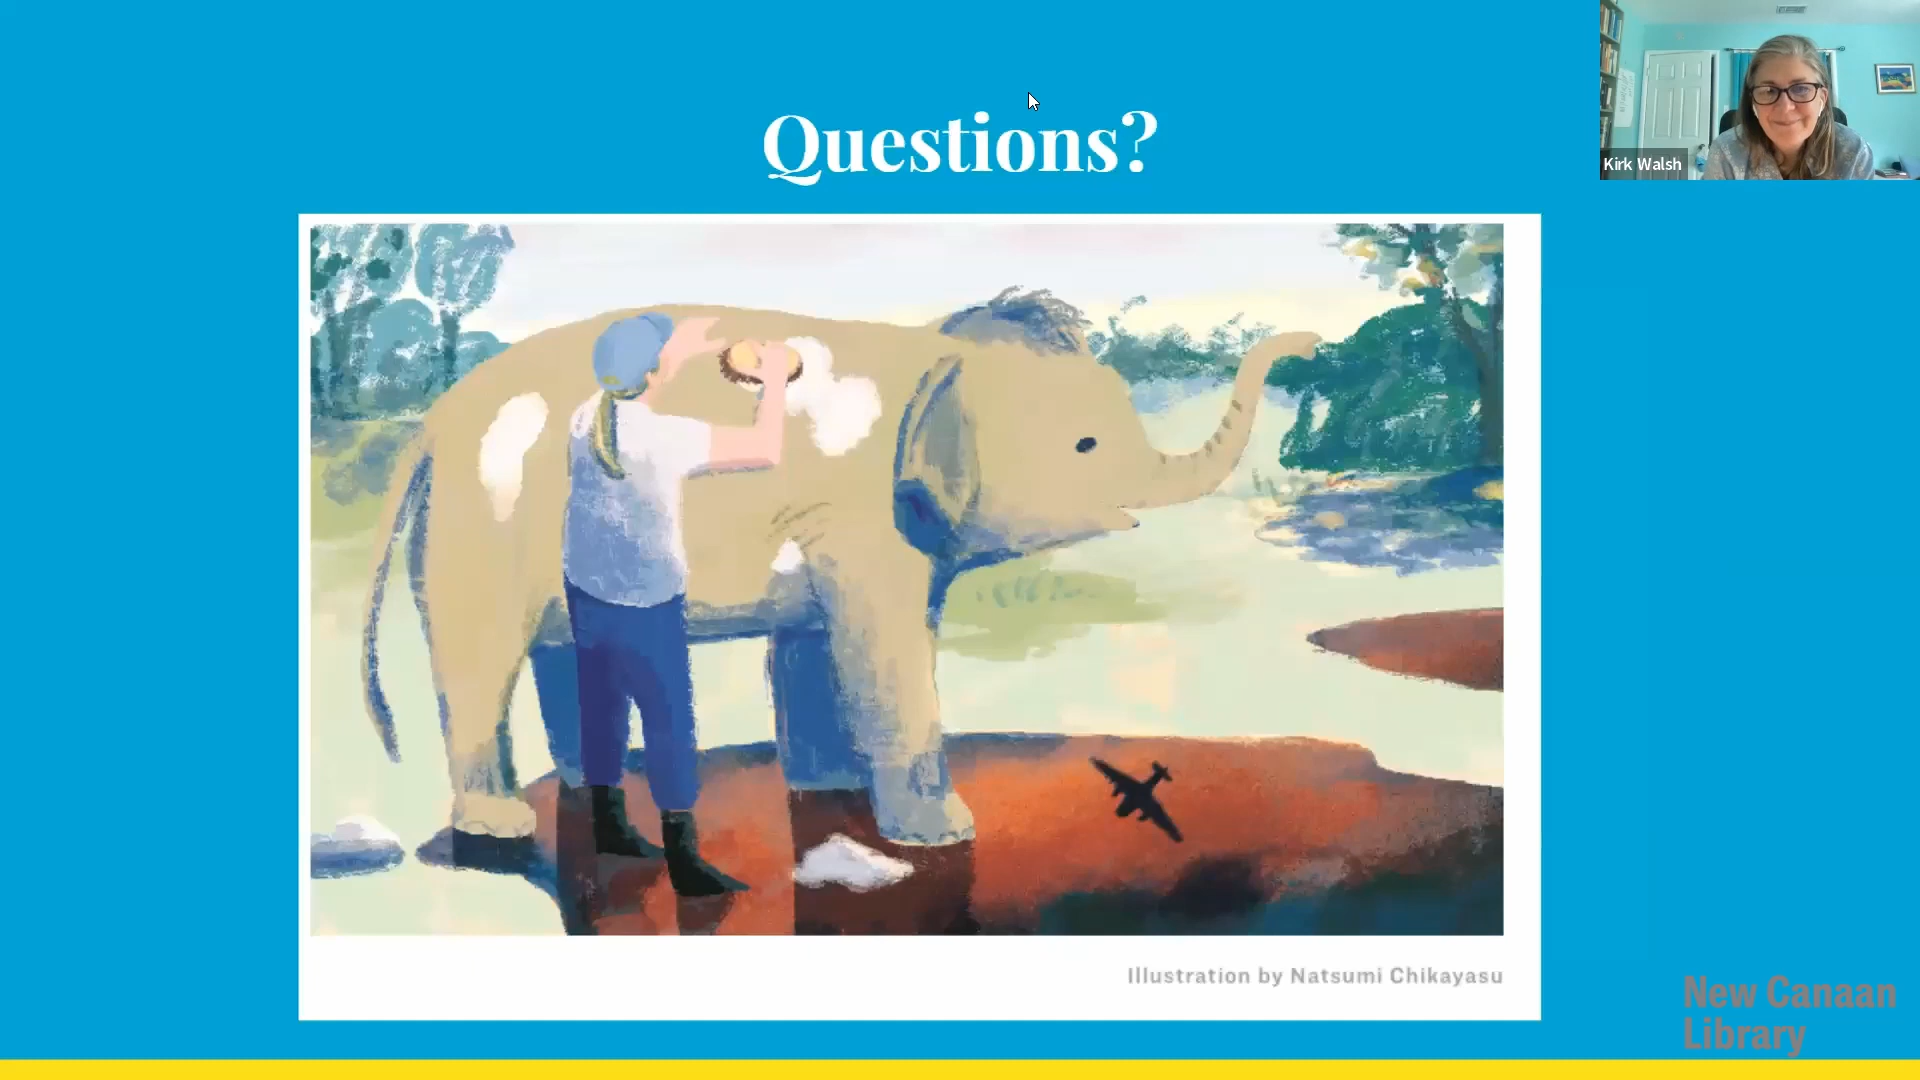 Questions?
Kirk Walsh
Illustration by Natsumi Chikayasu
New Canaan
Library